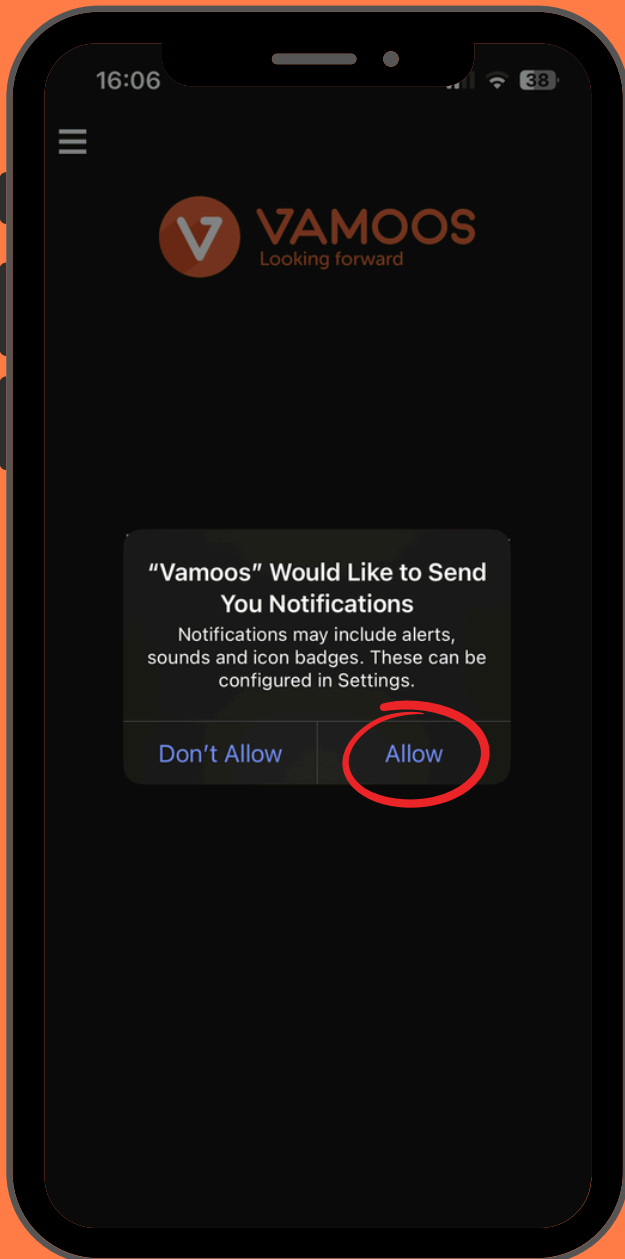 16:06
38
VAMOOS
Looking forward
“Vamoos” Would Like to Send
You Notifications
Notifications may include alerts,
sounds and icon badges. These can be
configured in Settings.
Don’t Allow
Allow